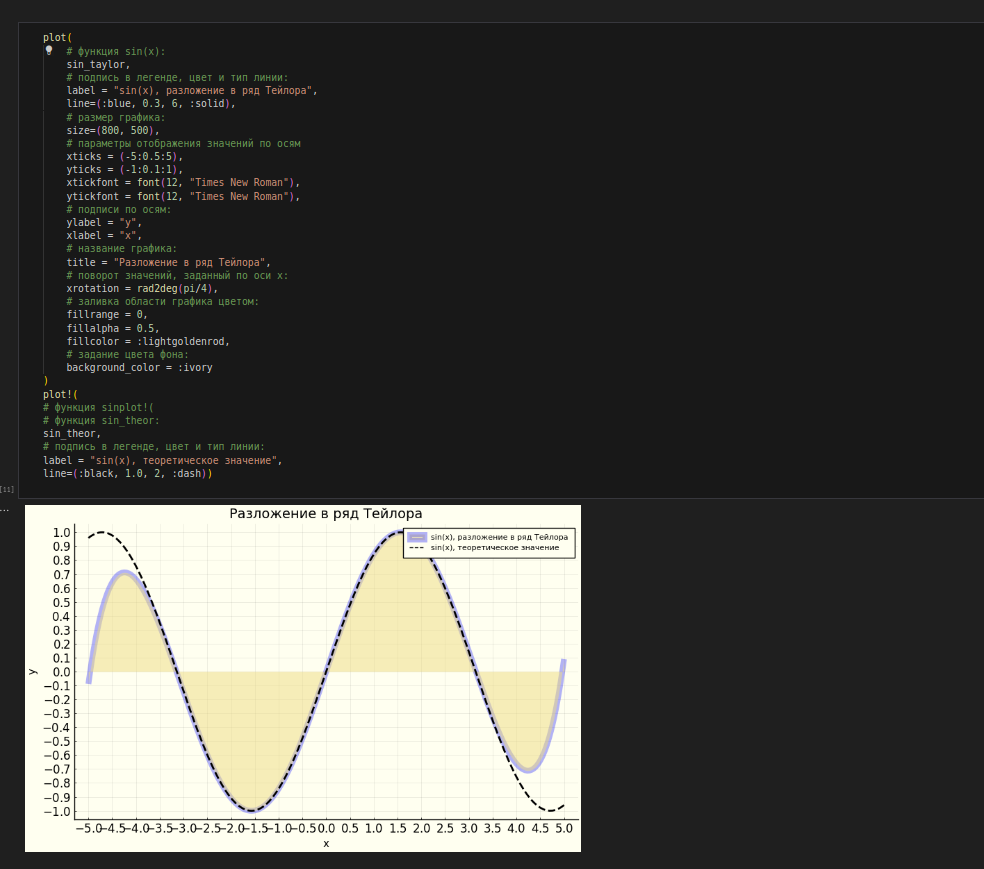 plot(
# функция sin(x):
sin_taylor,
# подпись в легенде, цвет и тип линии:
label = "sin(x), разложение в ряд Тейлора",
line=(:blue, 0.3, 6, :solid),
# размер графика:
size=(800, 500),
# параметры отображения значений по осям
xticks = (-5:0.5:5),
yticks = (-1:0.1:1),
xtickfont = font(12, "Times New Roman"),
ytickfont = font(12, "Times New Roman"),
# подписи по осям:
ylabel = "y",
xlabel = "x",
# название графика:
title = "Разложение в ряд Тейлора",
# поворот значений, заданный по оси x:
xrotation = rad2deg(pi/4),
# заливка области графика цветом:
fillrange = 0,
fillalpha = 0.5,
fillcolor = :lightgoldenrod,
# задание цвета фона:
background_color = :ivory
)
plot!(
# функция sinplot!(
# функция sin_theor:
sin_theor,
# подпись в легенде, цвет и тип линии:
label = "sin(x), теоретическое значение",
line=(:black, 1.0, 2, :dash))
[11]
...
Разложение в ряд Тейлора
sin(x), разложение в ряд Тейлора
sin(x), теоретическое значение
1.0
0.9
0.8
0.7
0.6
0.5
0.4
0.3
0.2
0.1
0.0
−0.1
−0.2
−0.3
−0.4
−0.5
−0.6
−0.7
−0.8
−0.9
−1.0
y
−5.0 −4.5 −4.0 −3.5 −3.0 −2.5 −2.0 −1.5 −1.0 −0.5 0.0 0.5 1.0 1.5 2.0 2.5 3.0 3.5 4.0 4.5 5.0
x